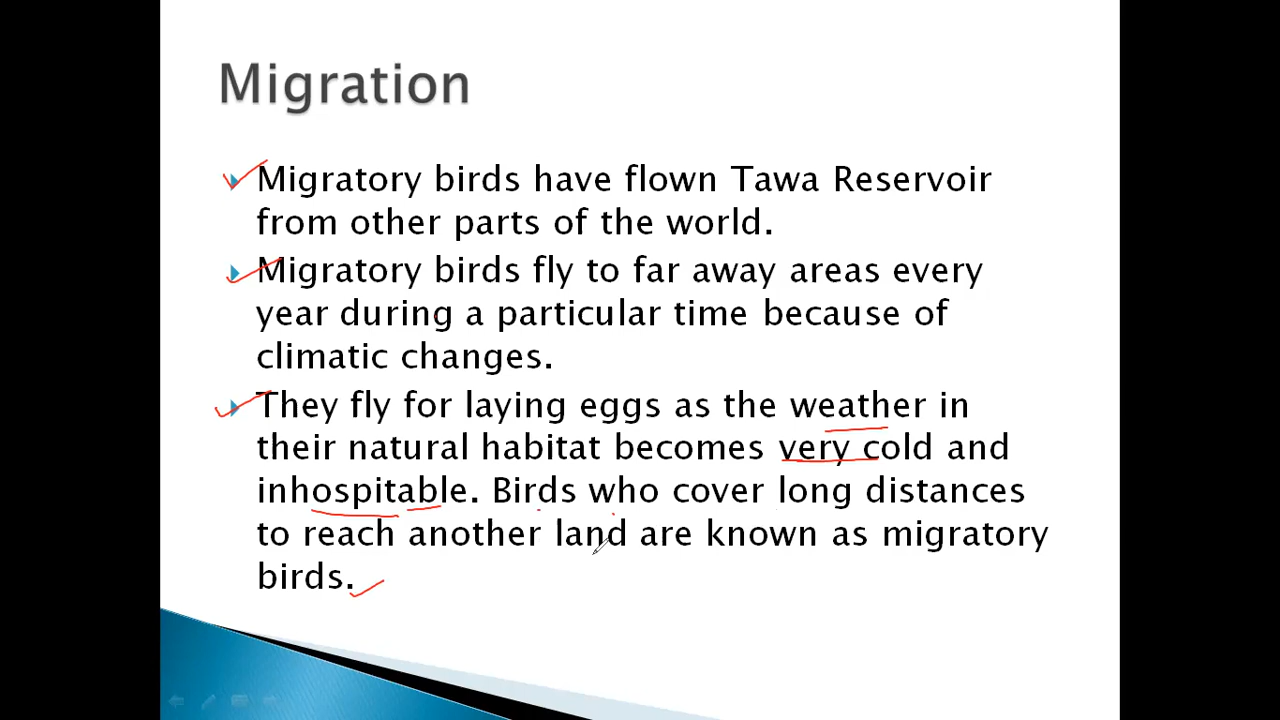 Migration
Migratory birds have flown Tawa Reservoir
from other parts of the world.
Migratory birds fly to far away areas every
year during a particular time because of
climatic changes.
They fly for laying eggs as the weather in
their natural habitat becomes very cold and
inhospitable. Birds who cover long distances
to reach another land are known as migratory
birds.